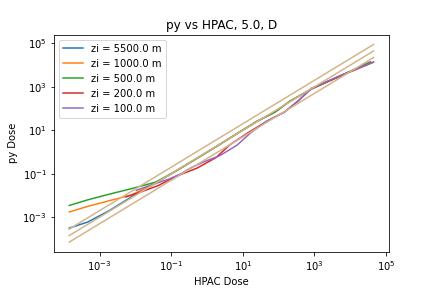 py vs HPAC, 5.0, D
zi = 5500.0 m
zi = 1000.0 m
zi = 500.0 m
zi = 200.0 m
zi = 100.0 m
py Dose
10⁵
10³
10¹
10⁻¹
10⁻³
10⁻³ 10⁻¹ 10¹ 10³ 10⁵
HPAC Dose